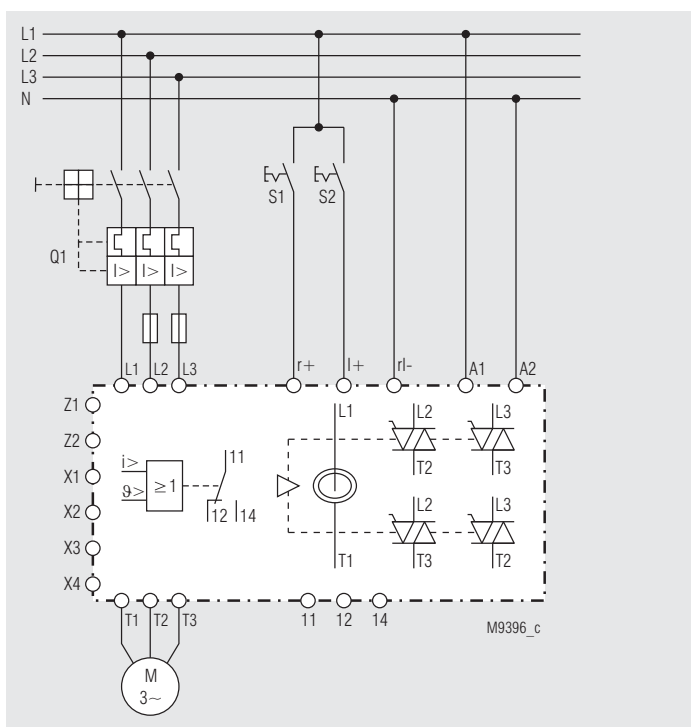 L1
L2
L3
N
S1 S2
Q1
I> I> I>
L1 L2 L3 r+ l+ rl- A1 A2
Z1
Z2
X1
X2
X3
X4
i>
ϑ>
≥1
11
12 14
L1
T1
L2 L3
T2 T3
L2 L3
T3 T2
T1 T2 T3 11 12 14
M9396_c
M
3~